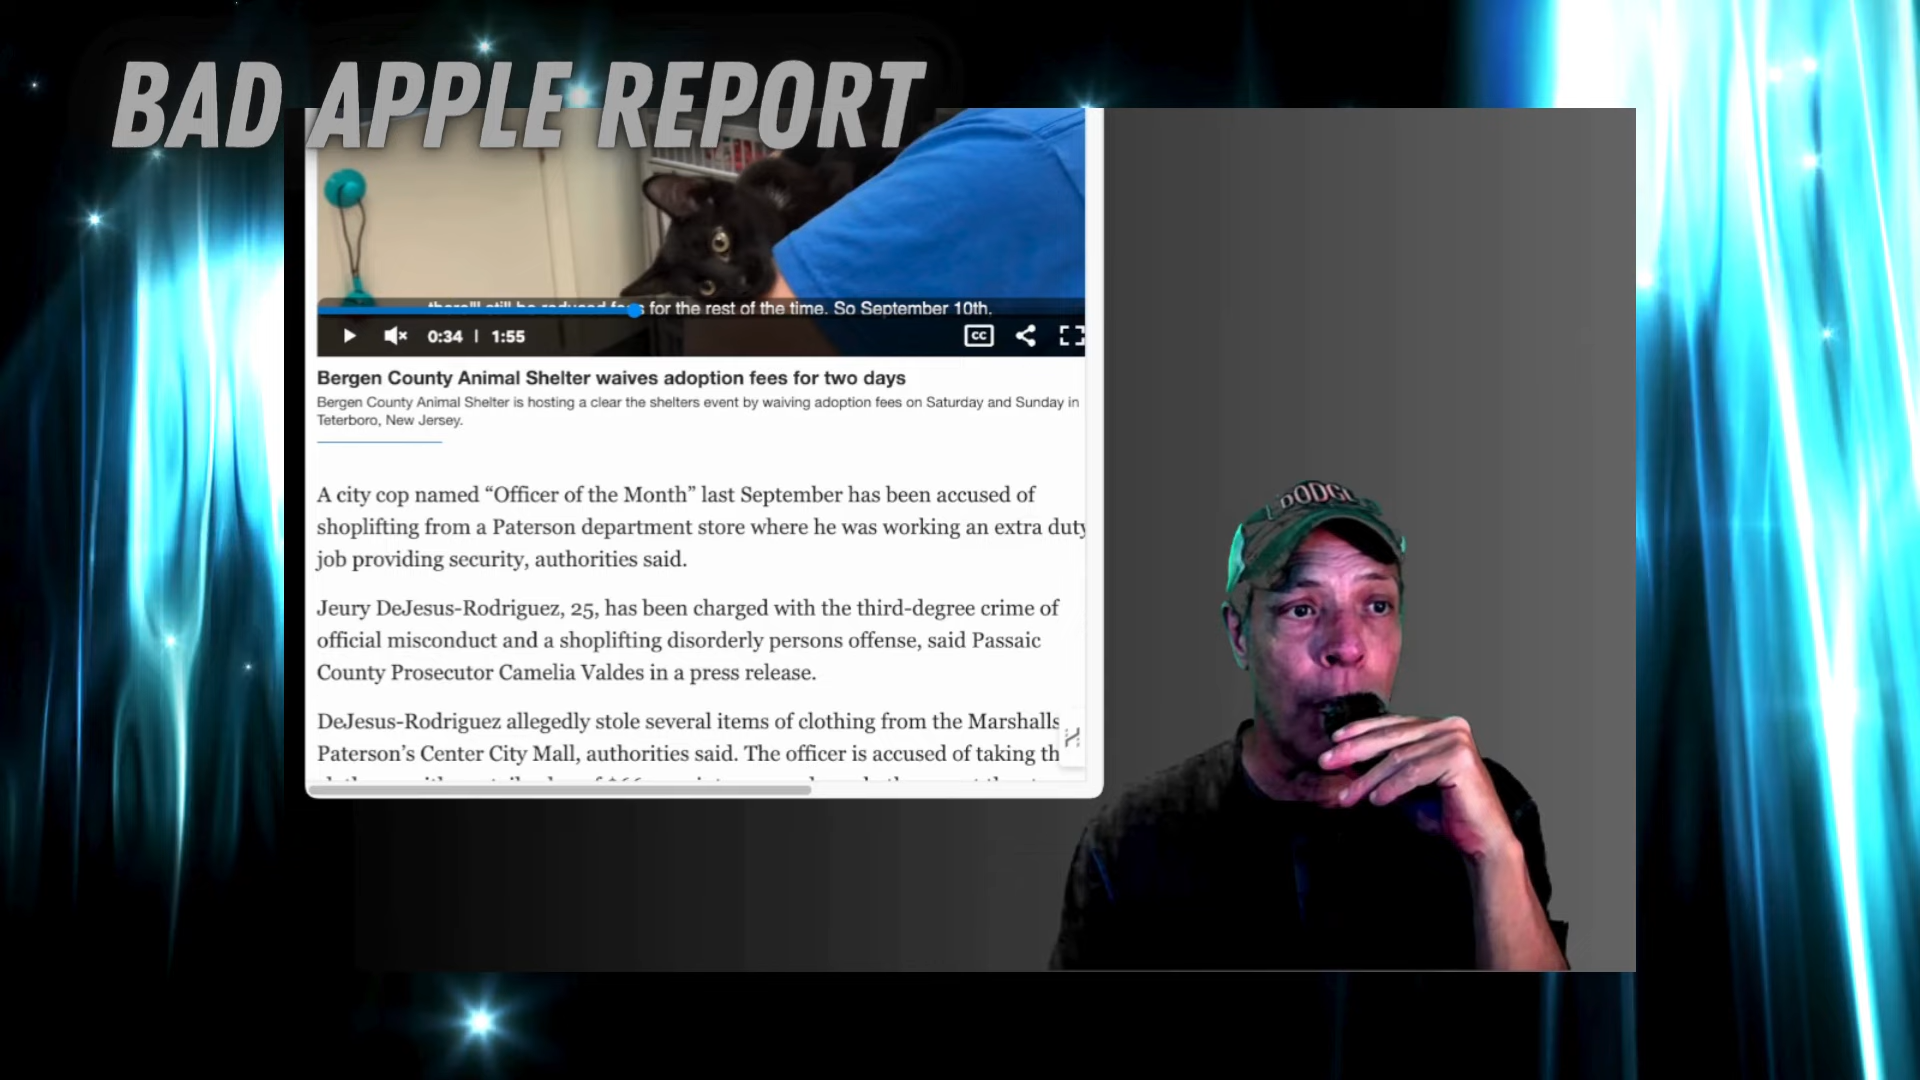 BAD APPLE REPORT
for the rest of the time. So September 10th.
0:34 | 1:55
CC
Bergen County Animal Shelter waives adoption fees for two days
Bergen County Animal Shelter is hosting a clear the shelters event by waiving adoption fees on Saturday and Sunday in
Teterboro, New Jersey.
A city cop named “Officer of the Month” last September has been accused of
shoplifting from a Paterson department store where he was working an extra duty
job providing security, authorities said.
Jeury DeJesus-Rodriguez, 25, has been charged with the third-degree crime of
official misconduct and a shoplifting disorderly persons offense, said Passaic
County Prosecutor Camelia Valdes in a press release.
DeJesus-Rodriguez allegedly stole several items of clothing from the Marshalls
Paterson’s Center City Mall, authorities said. The officer is accused of taking th
DODGE